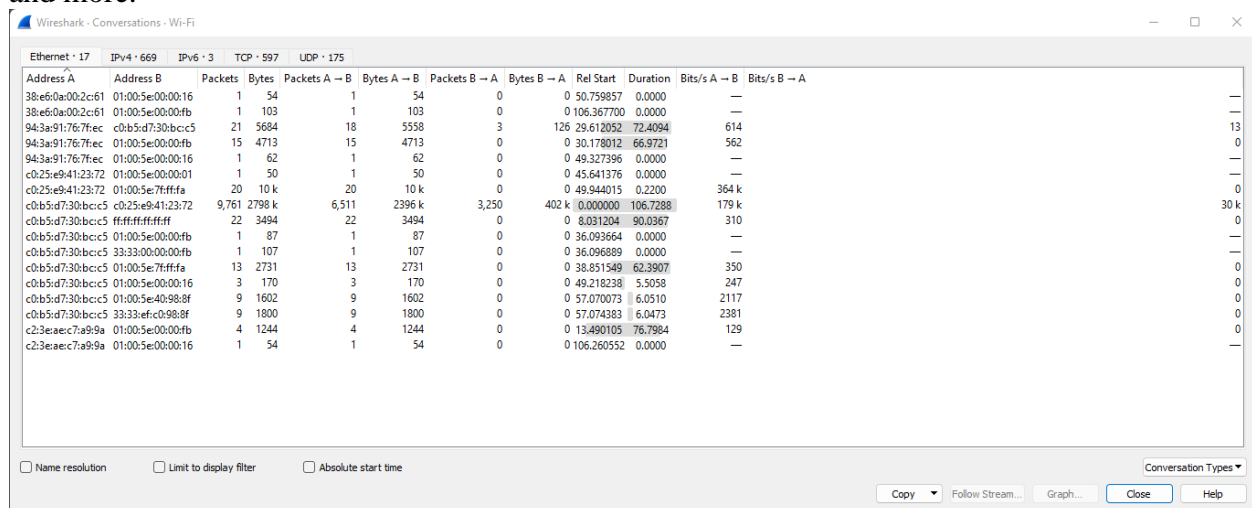 and more.
Wireshark · Conversations · Wi-Fi
Ethernet · 17 IPv4 · 669 IPv6 · 3 TCP · 597 UDP · 175
Address A Address B Packets Bytes Packets A → B Bytes A → B Packets B → A Bytes B → A Rel Start Duration Bits/s A → B Bits/s B → A
38:e6:0a:00:2c:61 01:00:5e:00:00:16 1 54 1 54 0 0 50.759857 0.0000 — —
38:e6:0a:00:2c:61 01:00:5e:00:00:fb 1 103 1 103 0 0 106.367700 0.0000 — —
94:3a:91:76:7f:ec c0:b5:d7:30:bc:c5 21 5684 18 5558 3 126 29.612052 72.4094 614 13
94:3a:91:76:7f:ec 01:00:5e:00:00:fb 15 4713 15 4713 0 0 30.178012 66.9721 562 0
94:3a:91:76:7f:ec 01:00:5e:00:00:16 1 62 1 62 0 0 49.327396 0.0000 — —
c0:25:e9:41:23:72 01:00:5e:00:00:01 1 50 1 50 0 0 45.641376 0.0000 — —
c0:25:e9:41:23:72 01:00:5e:7f:ff:fa 20 10 k 20 10 k 0 0 49.944015 0.2200 364 k 0
c0:b5:d7:30:bc:c5 c0:25:e9:41:23:72 9,761 2798 k 6,511 2396 k 3,250 402 k 0.000000 106.7288 179 k 30 k
c0:b5:d7:30:bc:c5 ff:ff:ff:ff:ff:ff 22 3494 22 3494 0 0 8.031204 90.0367 310 0
c0:b5:d7:30:bc:c5 01:00:5e:00:00:fb 1 87 1 87 0 0 36.093664 0.0000 — —
c0:b5:d7:30:bc:c5 33:33:00:00:00:fb 1 107 1 107 0 0 36.096889 0.0000 — —
c0:b5:d7:30:bc:c5 01:00:5e:7f:ff:fa 13 2731 13 2731 0 0 38.851549 62.3907 350 0
c0:b5:d7:30:bc:c5 01:00:5e:00:00:16 3 170 3 170 0 0 49.218238 5.5058 247 0
c0:b5:d7:30:bc:c5 01:00:5e:40:98:8f 9 1602 9 1602 0 0 57.070073 6.0510 2117 0
c0:b5:d7:30:bc:c5 33:33:ef:c0:98:8f 9 1800 9 1800 0 0 57.074383 6.0473 2381 0
c2:3e:ae:c7:a9:9a 01:00:5e:00:00:fb 4 1244 4 1244 0 0 13.490105 76.7984 129 0
c2:3e:ae:c7:a9:9a 01:00:5e:00:00:16 1 54 1 54 0 0 106.260552 0.0000 — —
Name resolution Limit to display filter Absolute start time Conversation Types
Copy Follow Stream... Graph... Close Help